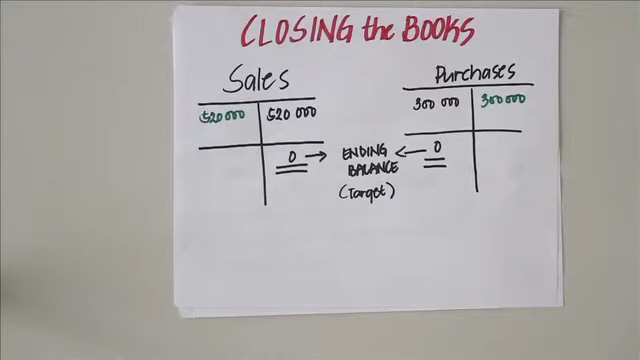 CLOSING the BOOKS
Sales
520 000 520 000
0
Purchases
300 000 300 000
0
ENDING
BALANCE
(Target)